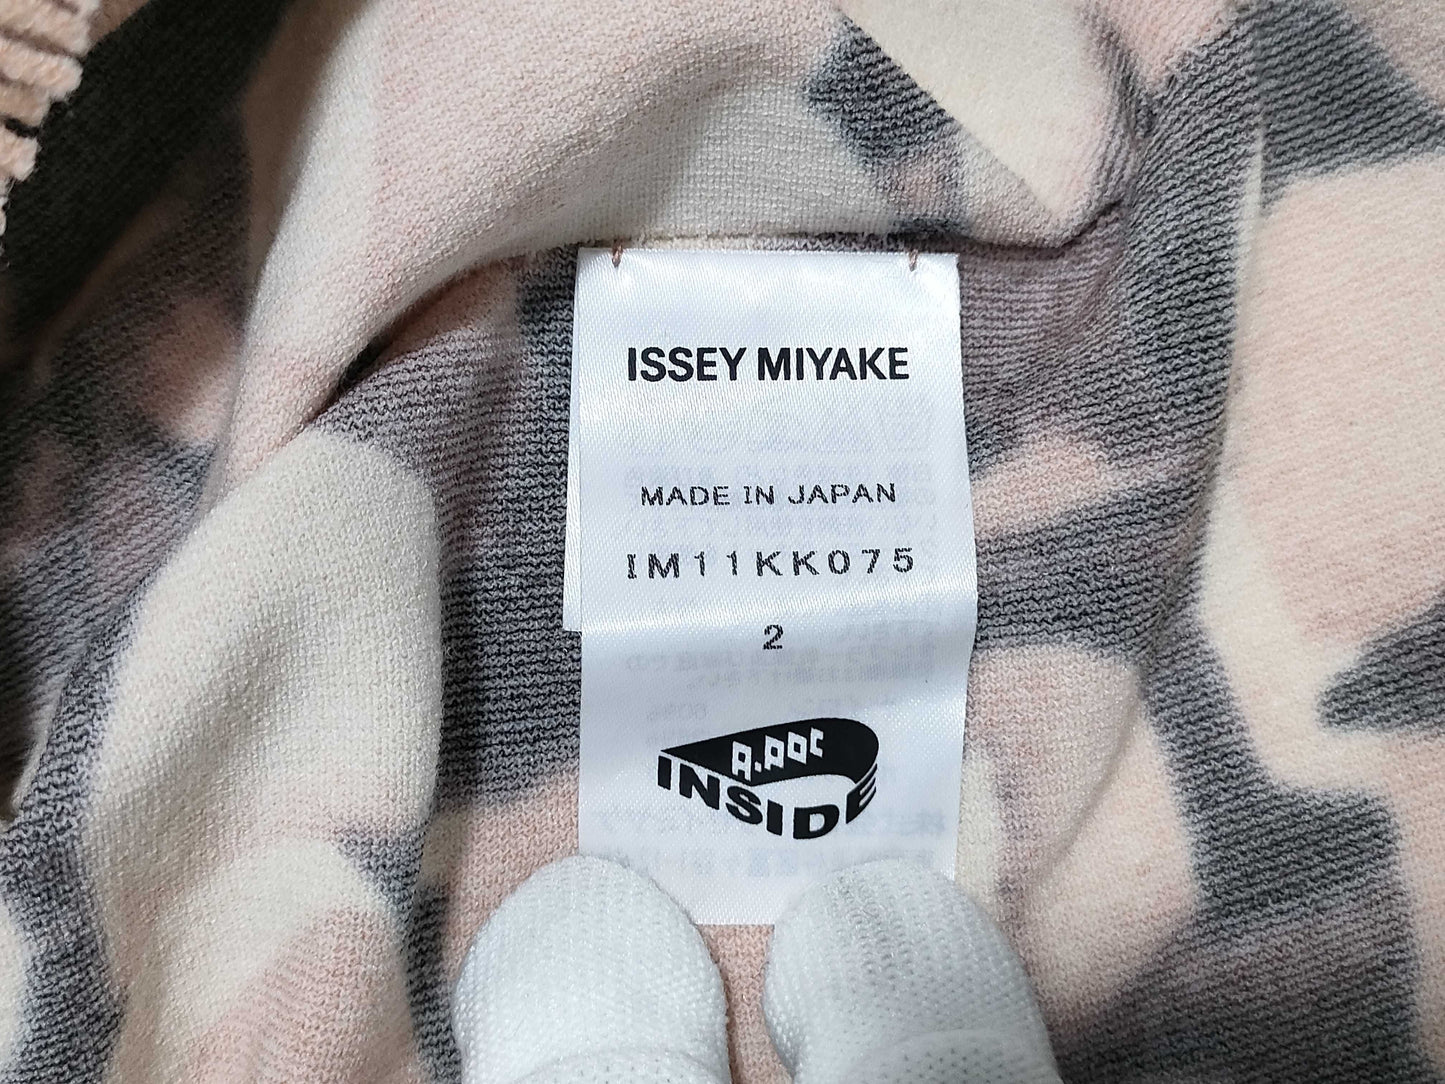 ISSEY MIYAKE
MADE IN JAPAN
IM11KK075
2
A.POC
INSIDE